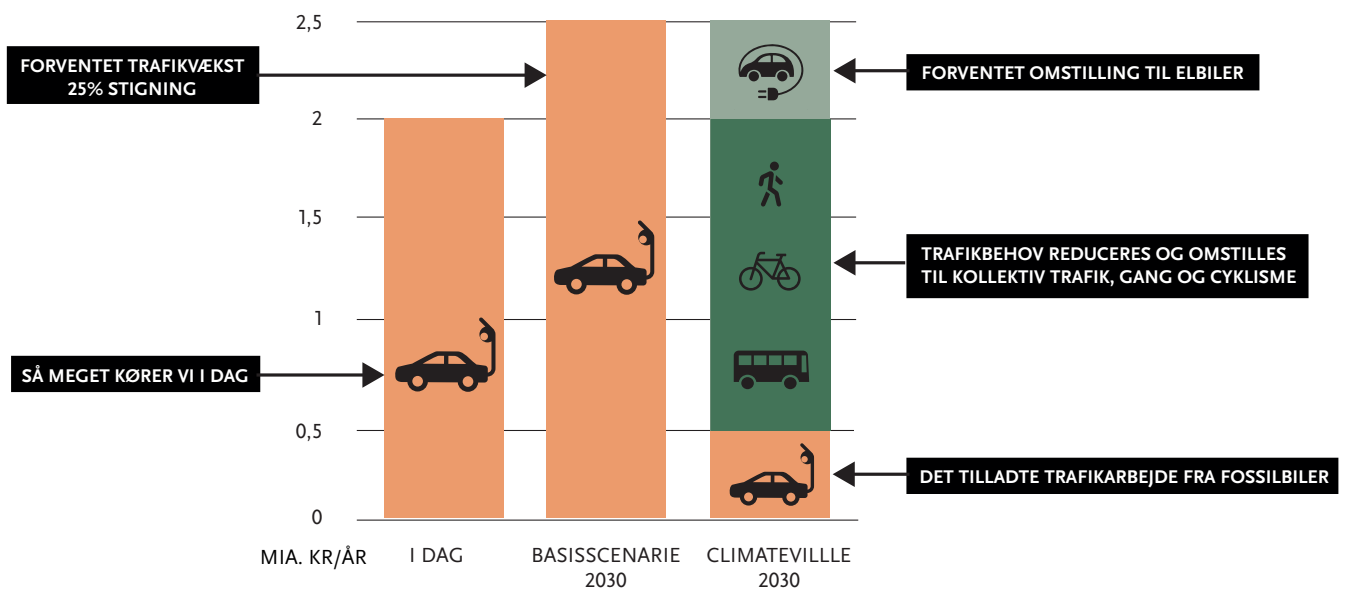 2,5
FORVENTET TRAFIKVÆKST
25% STIGNING
FORVENTET OMSTILLING TIL ELBILER
2
1,5
TRAFIKBEHOV REDUCERES OG OMSTILLES
TIL KOLLEKTIV TRAFIK, GANG OG CYKLISME
1
SÅ MEGET KØRER VI I DAG
0,5
DET TILLADTE TRAFIKARBEJDE FRA FOSSILBILER
0
MIA. KR/ÅR
I DAG
BASISSCENARIE
2030
CLIMATEVILLLE
2030